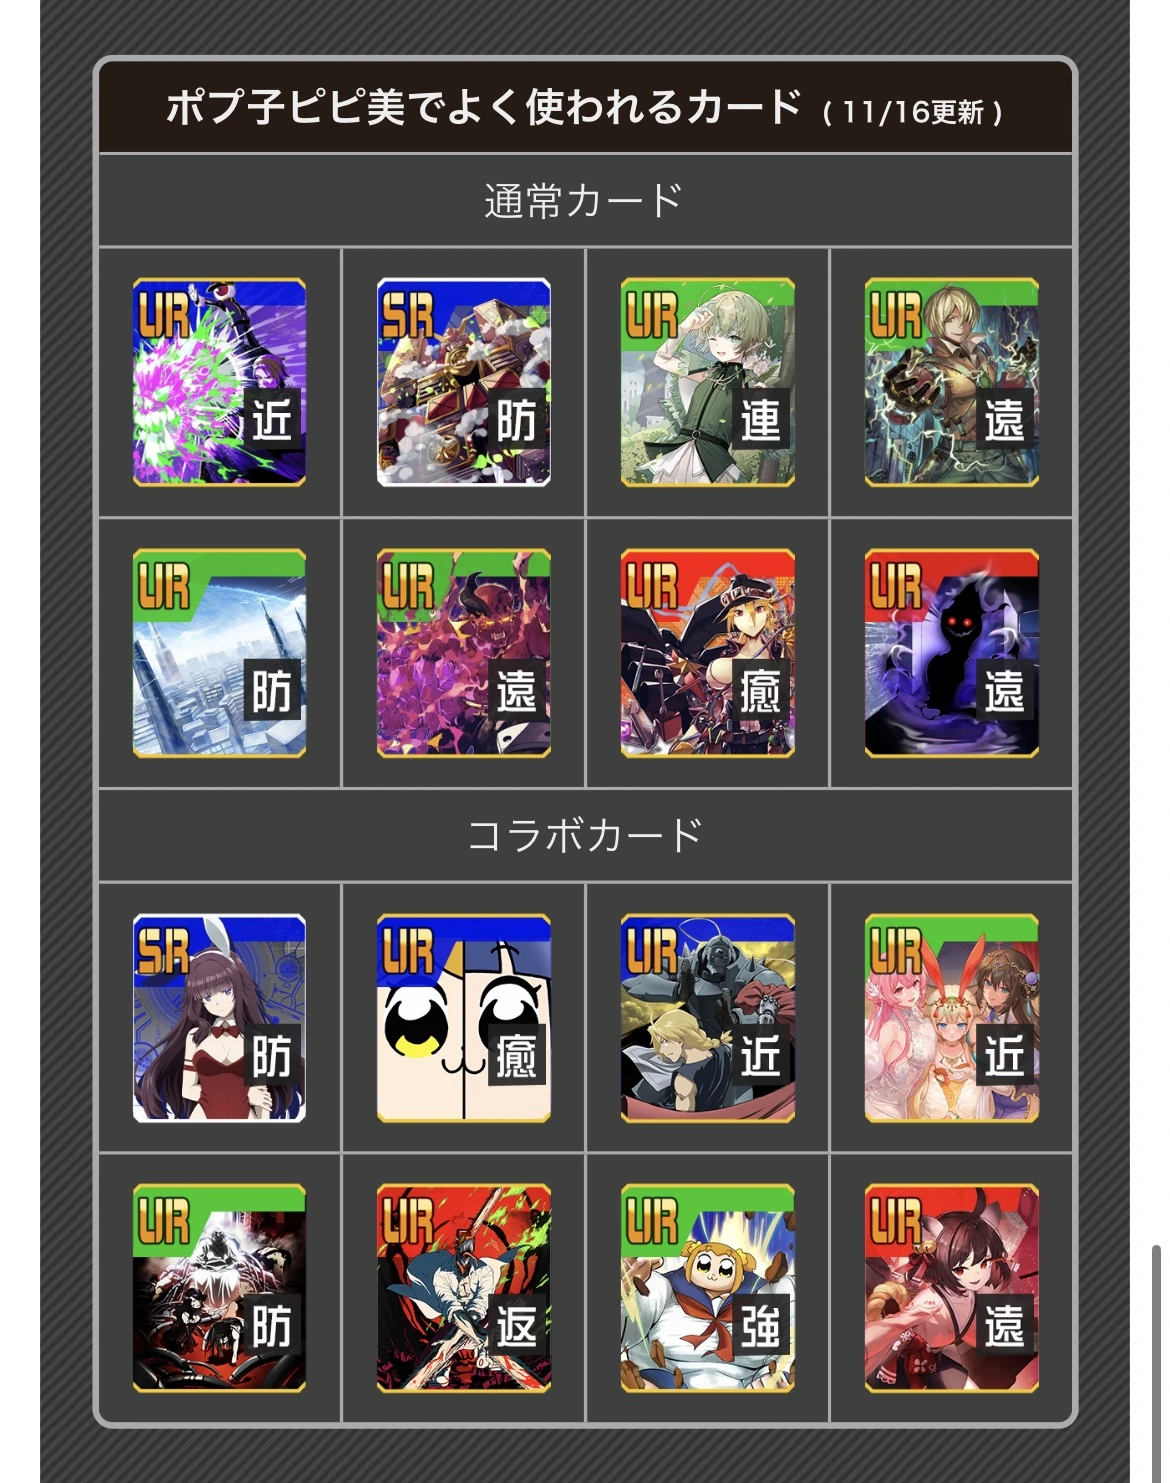 ポプ子ピピ美でよく使われるカード ( 11/16更新 )
通常カード
UR SR UR UR
近 防 連 遠
UR UR UR UR
防 遠 癒 遠
コラボカード
SR UR UR UR
防 癒 近 近
UR UR UR UR
防 返 強 遠